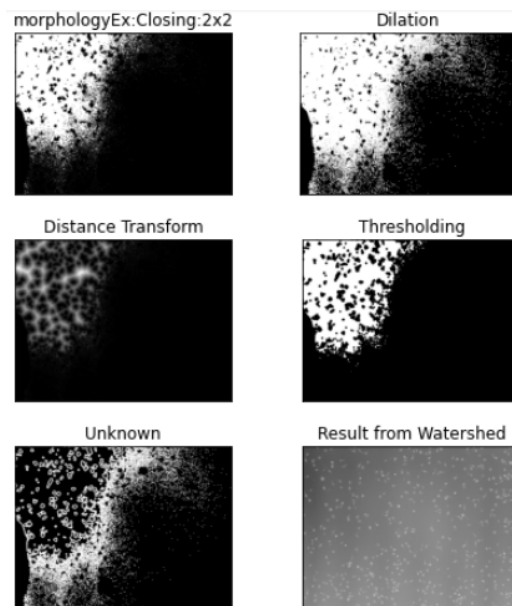 morphologyEx:Closing:2x2
Dilation
Distance Transform
Thresholding
Unknown
Result from Watershed